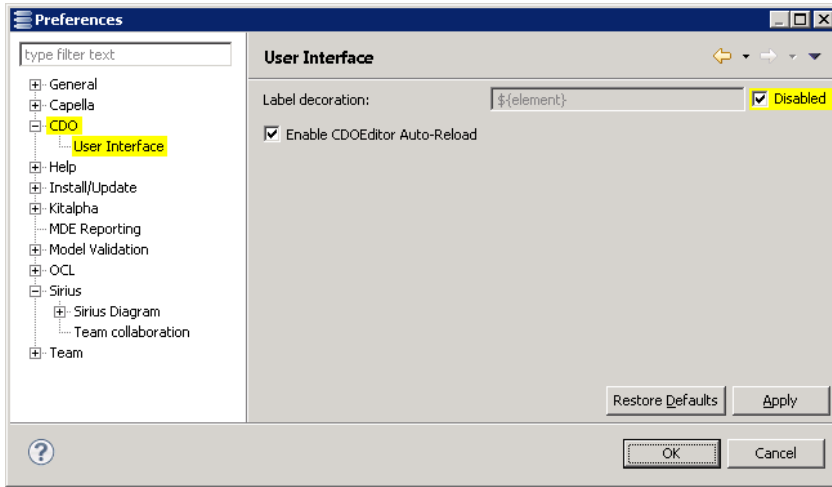 Preferences
type filter text
General
Capella
CDO
User Interface
Help
Install/Update
Kitalpha
MDE Reporting
Model Validation
OCL
Sirius
Sirius Diagram
Team collaboration
Team
User Interface
Label decoration: ${element} Disabled
Enable CDOEditor Auto-Reload
Restore Defaults Apply
? OK Cancel